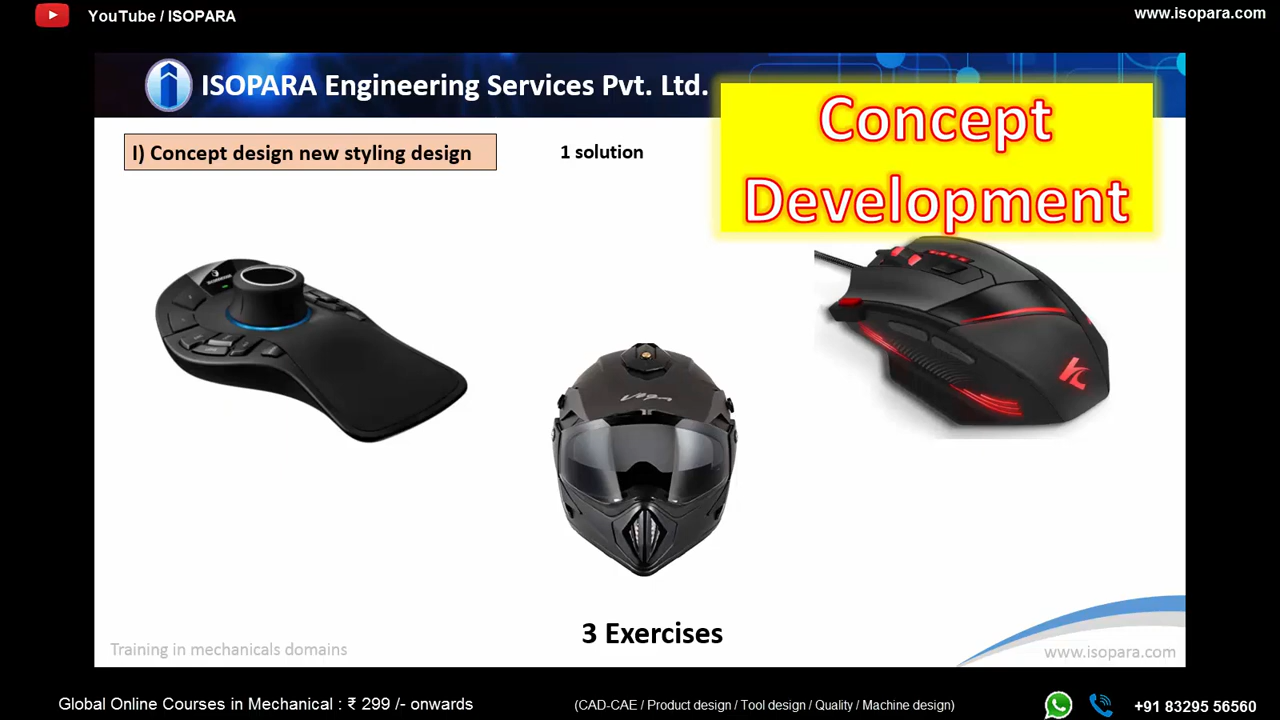 YouTube / ISOPARA
www.isopara.com
ISOPARA Engineering Services Pvt. Ltd.
Concept
Development
I) Concept design new styling design
1 solution
Vega
3 Exercises
Training in mechanicals domains
www.isopara.com
Global Online Courses in Mechanical : ₹ 299 /- onwards
(CAD-CAE / Product design / Tool design / Quality / Machine design)
+91 83295 56560